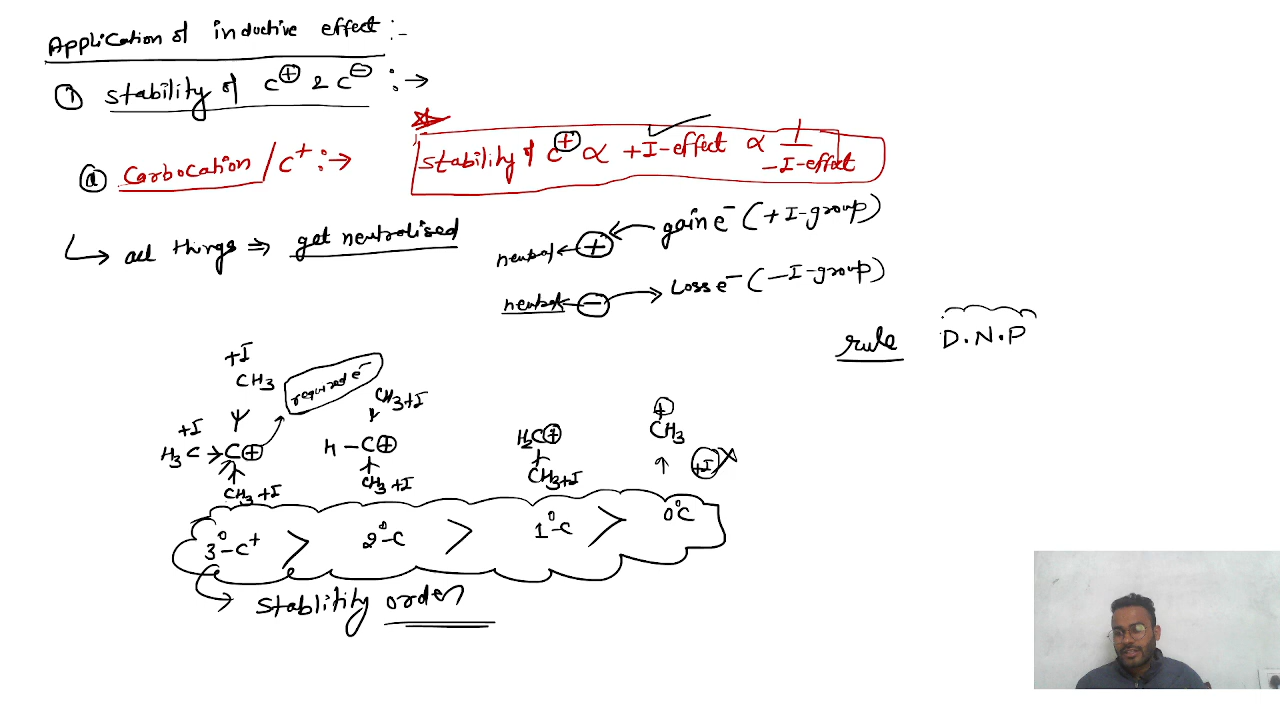 Application of inductive effect :-
① stability of C⊕ & C⊖ :→
ⓐ Carbocation / C+ :→
stability of C⊕ ∝ +I-effect ∝ 1/-I-effect
↳ all things ⇒ get neutralised
neutral ← ⊕ ← gain e- (+I-group)
neutral ← ⊖ → Loss e- (-I-group)
rule D.N.P
+I
CH3
required e-
+I
H3C → C⊕
CH3+I
CH3+I
H - C⊕
CH3+I
H2C⊕
CH3+I
+
CH3
+I
3°-C+ > 2°-C > 1°-C > 0°C
Stablitity order